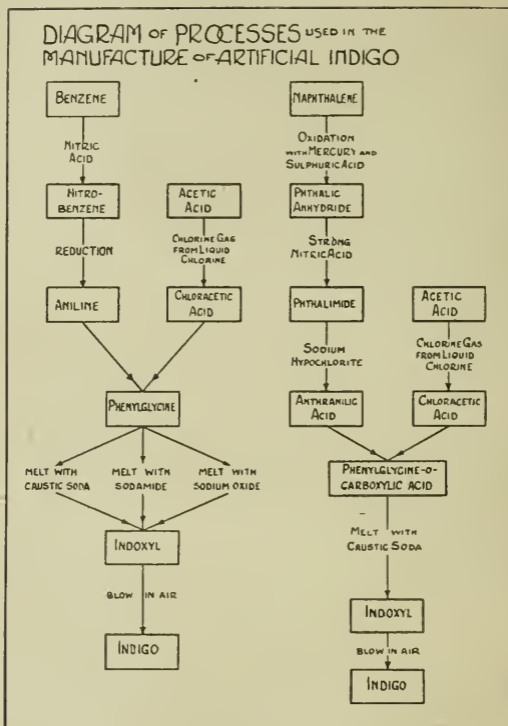 DIAGRAM OF PROCESSES USED IN THE
MANUFACTURE OF ARTIFICIAL INDIGO
BENZENE
NITRIC
ACID
NITRO-
BENZENE
REDUCTION
ANILINE
ACETIC
ACID
CHLORINE GAS
FROM LIQUID
CHLORINE
CHLORACETIC
ACID
PHENYLGLYCINE
MELT WITH
CAUSTIC SODA
MELT WITH
SODAMIDE
MELT WITH
SODIUM OXIDE
INDOXYL
BLOW IN AIR
INDIGO
NAPHTHALENE
OXIDATION
WITH MERCURY AND
SULPHURIC ACID
PHTHALIC
ANHYDRIDE
STRONG
NITRIC ACID
PHTHALIMIDE
SODIUM
HYPOCHLORITE
ANTHRANILIC
ACID
ACETIC
ACID
CHLORINE GAS
FROM LIQUID
CHLORINE
CHLORACETIC
ACID
PHENYLGLYCINE-O-
CARBOXYLIC ACID
MELT WITH
CAUSTIC SODA
INDOXYL
BLOW IN AIR
INDIGO